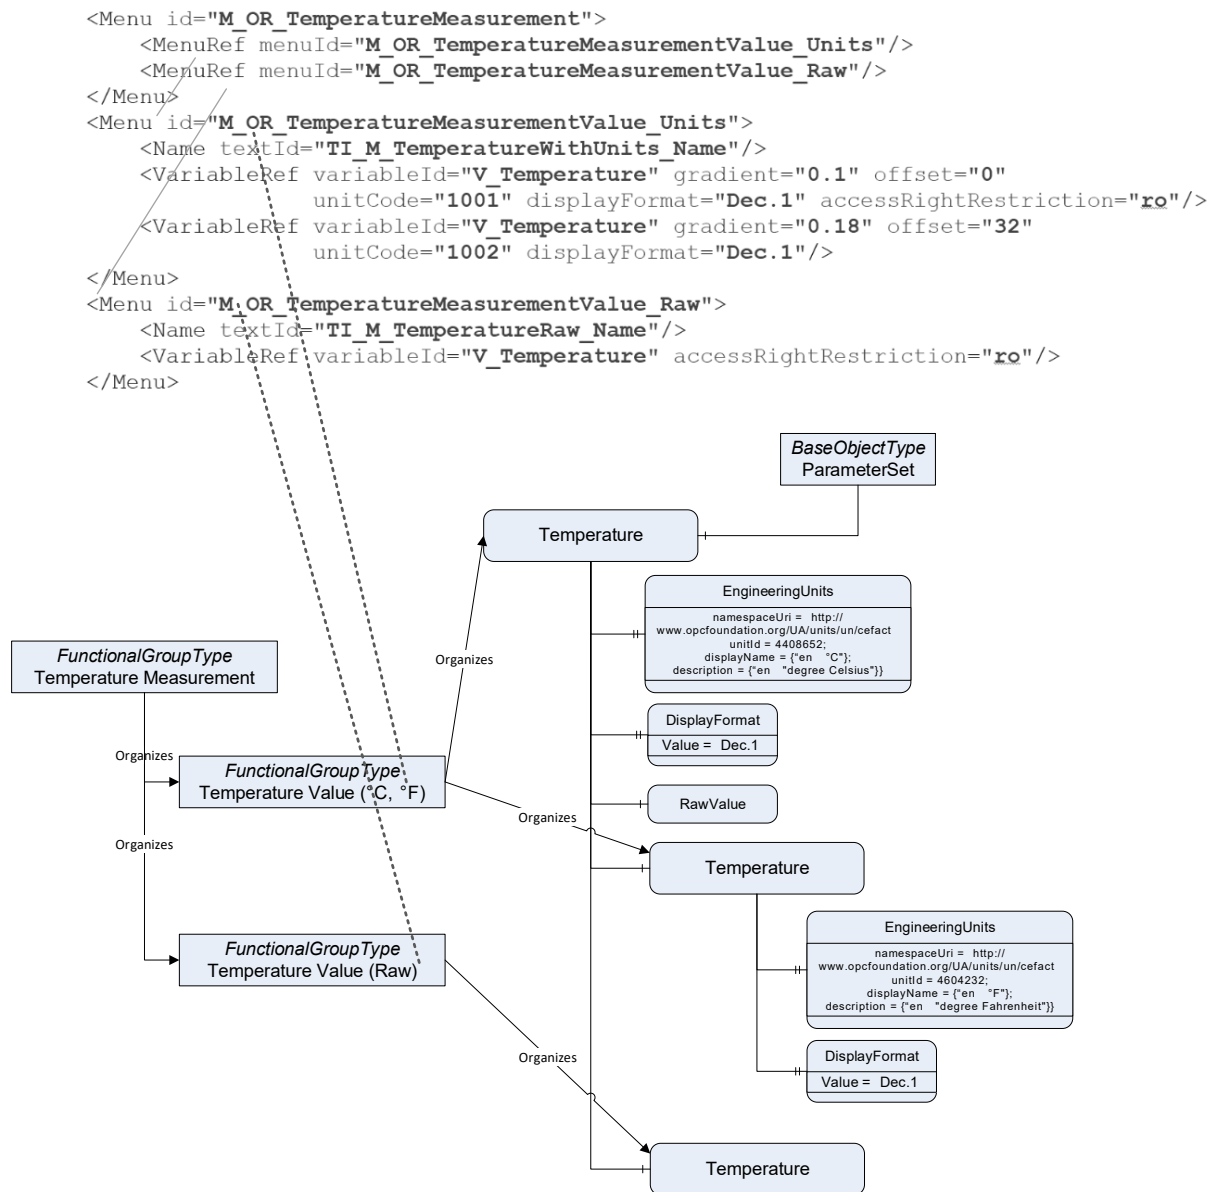 <Menu id="M_OR_TemperatureMeasurement">
<MenuRef menuId="M_OR_TemperatureMeasurementValue_Units"/>
<MenuRef menuId="M_OR_TemperatureMeasurementValue_Raw"/>
</Menu>
<Menu id="M_OR_TemperatureMeasurementValue_Units">
<Name textId="TI_M_TemperatureWithUnits_Name"/>
<VariableRef variableId="V_Temperature" gradient="0.1" offset="0"
unitCode="1001" displayFormat="Dec.1" accessRightRestriction="ro"/>
<VariableRef variableId="V_Temperature" gradient="0.18" offset="32"
unitCode="1002" displayFormat="Dec.1"/>
</Menu>
<Menu id="M_OR_TemperatureMeasurementValue_Raw">
<Name textId="TI_M_TemperatureRaw_Name"/>
<VariableRef variableId="V_Temperature" accessRightRestriction="ro"/>
</Menu>
BaseObjectType
ParameterSet
Temperature
EngineeringUnits
namespaceUri = http://
www.opcfoundation.org/UA/units/un/cefact
unitId = 4408652;
displayName = {"en °C"};
description = {"en "degree Celsius"}}
FunctionalGroupType
Temperature Measurement
Organizes
DisplayFormat
Value = Dec.1
Organizes
FunctionalGroupType
Temperature Value (°C, °F)
RawValue
Organizes
Organizes
Temperature
EngineeringUnits
namespaceUri = http://
www.opcfoundation.org/UA/units/un/cefact
unitId = 4604232;
displayName = {"en °F"};
description = {"en "degree Fahrenheit"}}
FunctionalGroupType
Temperature Value (Raw)
Organizes
DisplayFormat
Value = Dec.1
Temperature